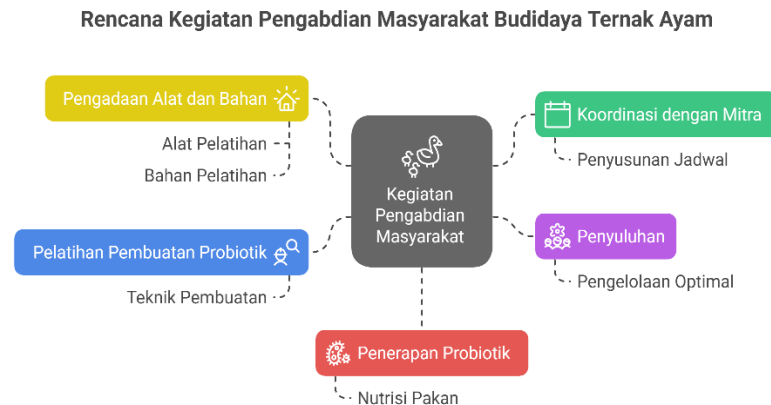 Rencana Kegiatan Pengabdian Masyarakat Budidaya Ternak Ayam
Pengadaan Alat dan Bahan
Alat Pelatihan
Bahan Pelatihan
Pelatihan Pembuatan Probiotik
Teknik Pembuatan
Kegiatan
Pengabdian
Masyarakat
Koordinasi dengan Mitra
Penyusunan Jadwal
Penyuluhan
Pengelolaan Optimal
Penerapan Probiotik
Nutrisi Pakan